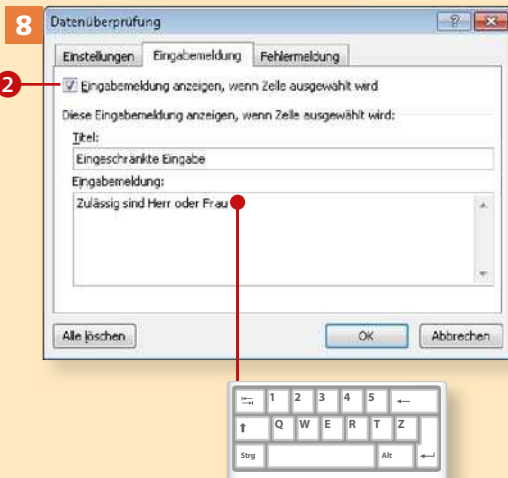 8
Datenüberprüfung
Einstellungen Eingabemeldung Fehlermeldung
2
Eingabemeldung anzeigen, wenn Zelle ausgewählt wird
Diese Eingabemeldung anzeigen, wenn Zelle ausgewählt wird:
Titel:
Eingeschränkte Eingabe
Eingabemeldung:
Zulässig sind Herr oder Frau
Alle löschen OK Abbrechen
1 2 3 4 5
Q W E R T Z
Strg Alt